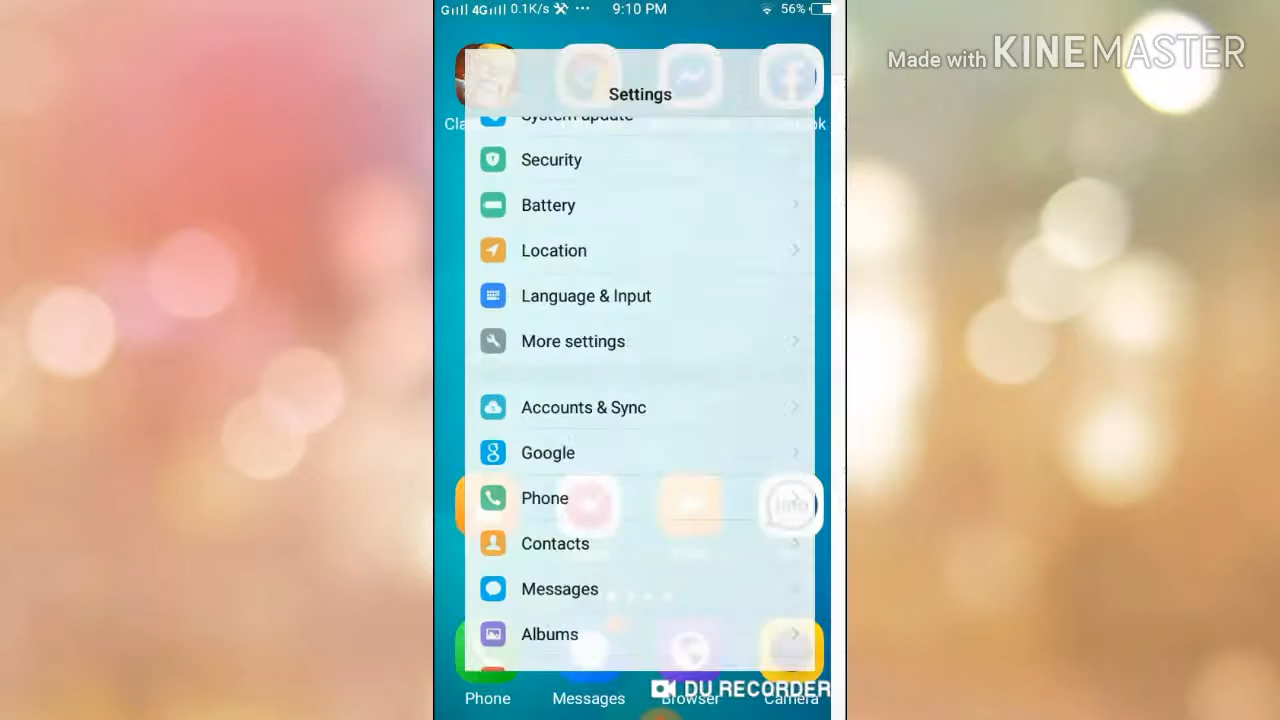 G 4G 0.1K/s ... 9:10 PM 56%
Made with KINEMASTER
Settings
System update
Security
Battery
Location
Language & Input
More settings
Accounts & Sync
Google
Phone
Contacts
Messages
Albums
DU RECORDER
Phone Messages Browser Camera